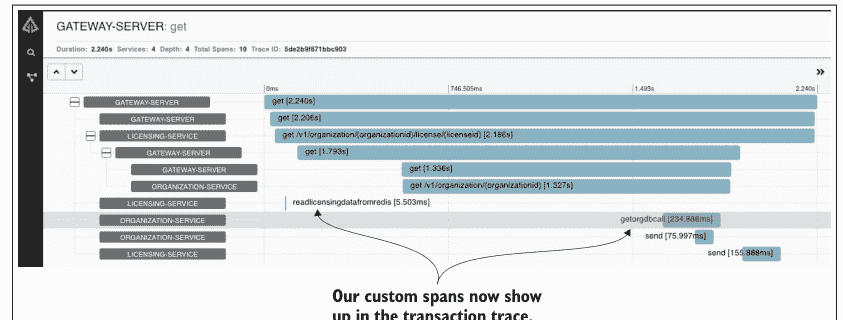 GATEWAY-SERVER: get
Duration: 2.240s Services: 4 Depth: 4 Total Spans: 10 Trace ID: 5de2b9f871bbc903
0ms 746.505ms 1.493s 2.240s
GATEWAY-SERVER get [2.240s]
GATEWAY-SERVER get [2.206s]
LICENSING-SERVICE get /v1/organization/{organizationid}/license/{licenseid} [2.186s]
GATEWAY-SERVER get [1.793s]
GATEWAY-SERVER get [1.336s]
ORGANIZATION-SERVICE get /v1/organization/{organizationid} [1.327s]
LICENSING-SERVICE readlicensingdatafromredis [5.503ms]
ORGANIZATION-SERVICE getorgdbcall [234.986ms]
ORGANIZATION-SERVICE send [75.997ms]
LICENSING-SERVICE send [155.988ms]
Our custom spans now show
up in the transaction trace.